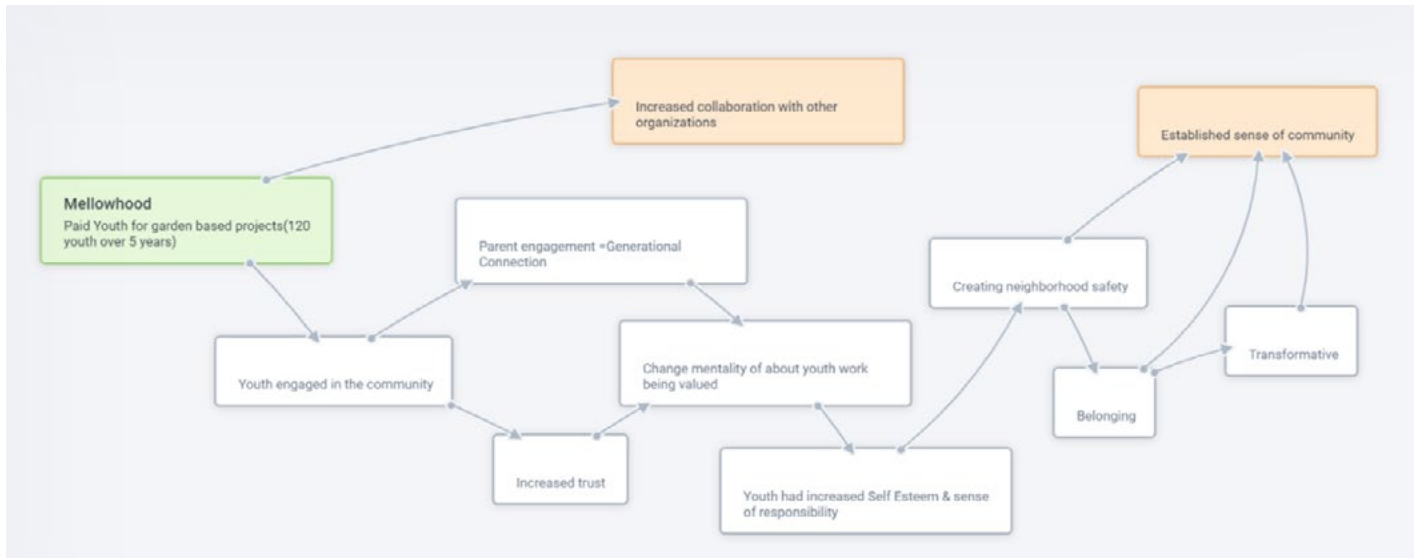 Increased collaboration with other
organizations
Established sense of community
Mellowhood
Paid Youth for garden based projects(120
youth over 5 years)
Parent engagement =Generational
Connection
Creating neighborhood safety
Youth engaged in the community
Change mentality of about youth work
being valued
Transformative
Belonging
Increased trust
Youth had increased Self Esteem & sense
of responsibility